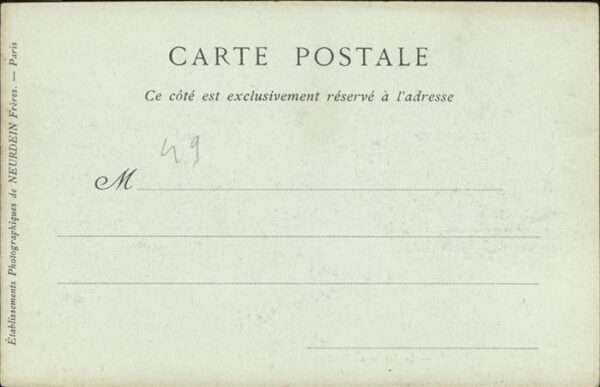 CARTE POSTALE
Ce côté est exclusivement réservé à l'adresse
49
M
Établissements Photographiques de NEURDEIN Frères. — Paris